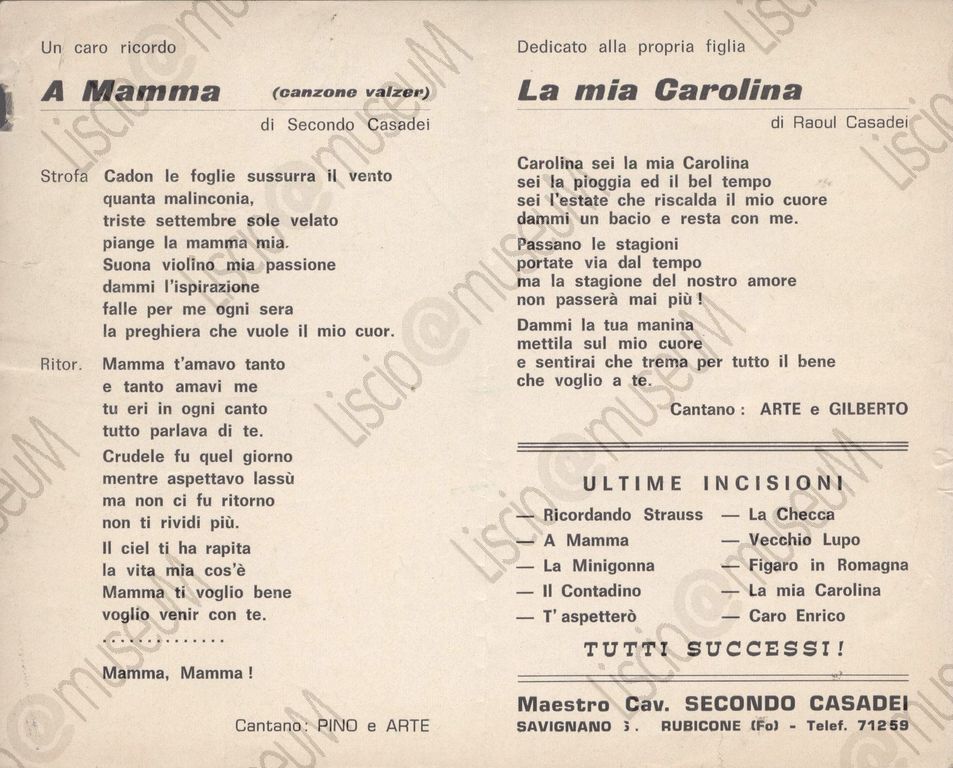 Un caro ricordo
A Mamma (canzone valzer)
di Secondo Casadei
Strofa Cadon le foglie sussurra il vento
quanta malinconia,
triste settembre sole velato
piange la mamma mia.
Suona violino mia passione
dammi l'ispirazione
falle per me ogni sera
la preghiera che vuole il mio cuor.
Ritor. Mamma t'amavo tanto
e tanto amavi me
tu eri in ogni canto
tutto parlava di te.
Crudele fu quel giorno
mentre aspettavo lassù
ma non ci fu ritorno
non ti rividi più.
Il ciel ti ha rapita
la vita mia cos'è
Mamma ti voglio bene
voglio venir con te.
..............
Mamma, Mamma !
Cantano: PINO e ARTE
Dedicato alla propria figlia
La mia Carolina
di Raoul Casadei
Carolina sei la mia Carolina
sei la pioggia ed il bel tempo
sei l'estate che riscalda il mio cuore
dammi un bacio e resta con me.
Passano le stagioni
portate via dal tempo
ma la stagione del nostro amore
non passerà mai più !
Dammi la tua manina
mettila sul mio cuore
e sentirai che trema per tutto il bene
che voglio a te.
Cantano : ARTE e GILBERTO
ULTIME INCISIONI
— Ricordando Strauss — La Checca
— A Mamma — Vecchio Lupo
— La Minigonna — Figaro in Romagna
— Il Contadino — La mia Carolina
— T'aspetterò — Caro Enrico
TUTTI SUCCESSI!
Maestro Cav. SECONDO CASADEI
SAVIGNANO S. RUBICONE (Fo) - Telef. 71259
Liscio@museuM